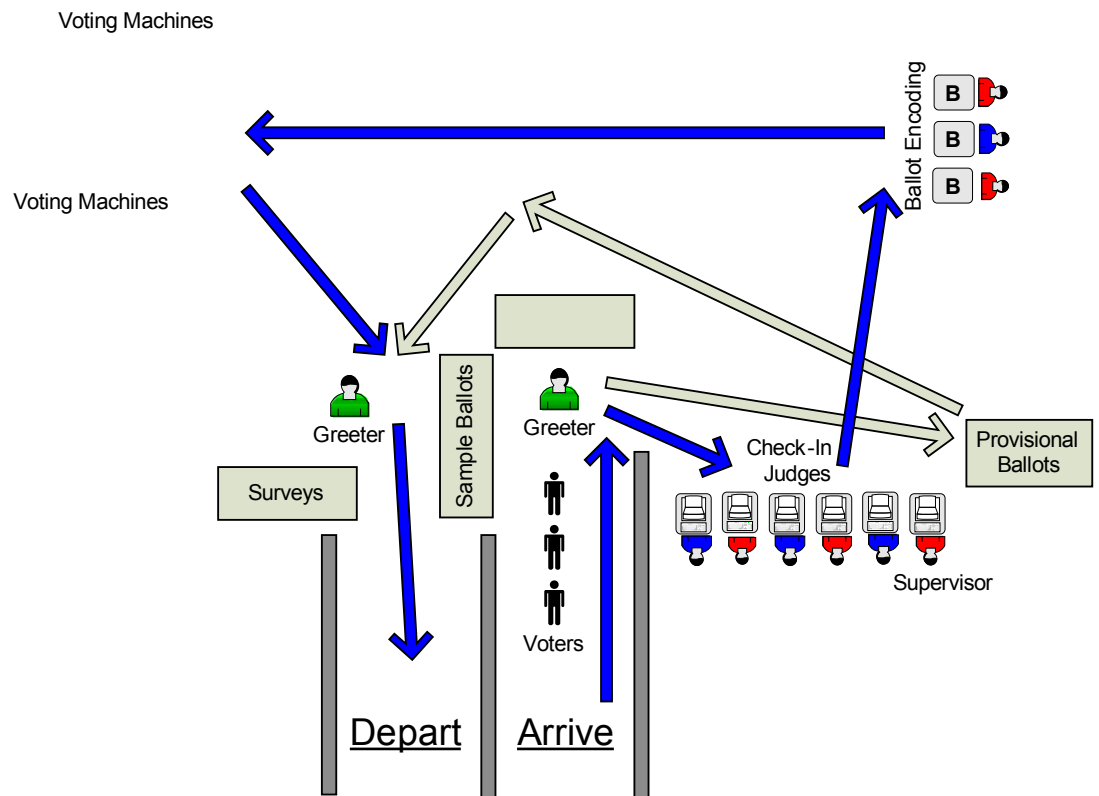 Voting Machines
Ballot Encoding
B
B
B
Voting Machines
Greeter
Sample Ballots
Greeter
Check-In
Judges
Provisional
Ballots
Surveys
Supervisor
Voters
Depart
Arrive